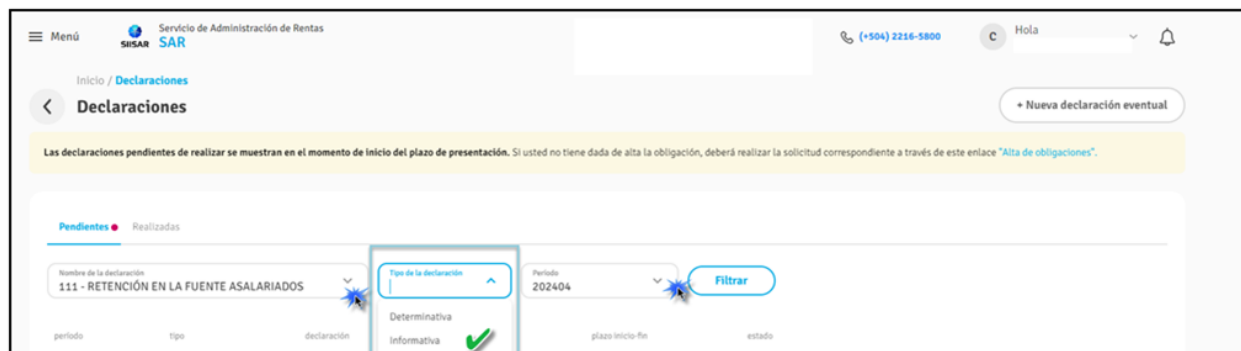 Menú
SIISAR
Servicio de Administración de Rentas
SAR
(+504) 2216-5800
C
Hola
Inicio / Declaraciones
Declaraciones
+ Nueva declaración eventual
Las declaraciones pendientes de realizar se muestran en el momento de inicio del plazo de presentación. Si usted no tiene dada de alta la obligación, deberá realizar la solicitud correspondiente a través de este enlace "Alta de obligaciones".
Pendientes Realizadas
Nombre de la declaración
111 - RETENCIÓN EN LA FUENTE ASALARIADOS
Tipo de la declaración
Periodo
202404
Filtrar
Determinativa
Informativa
periodo tipo declaración plazo inicio-fin estado